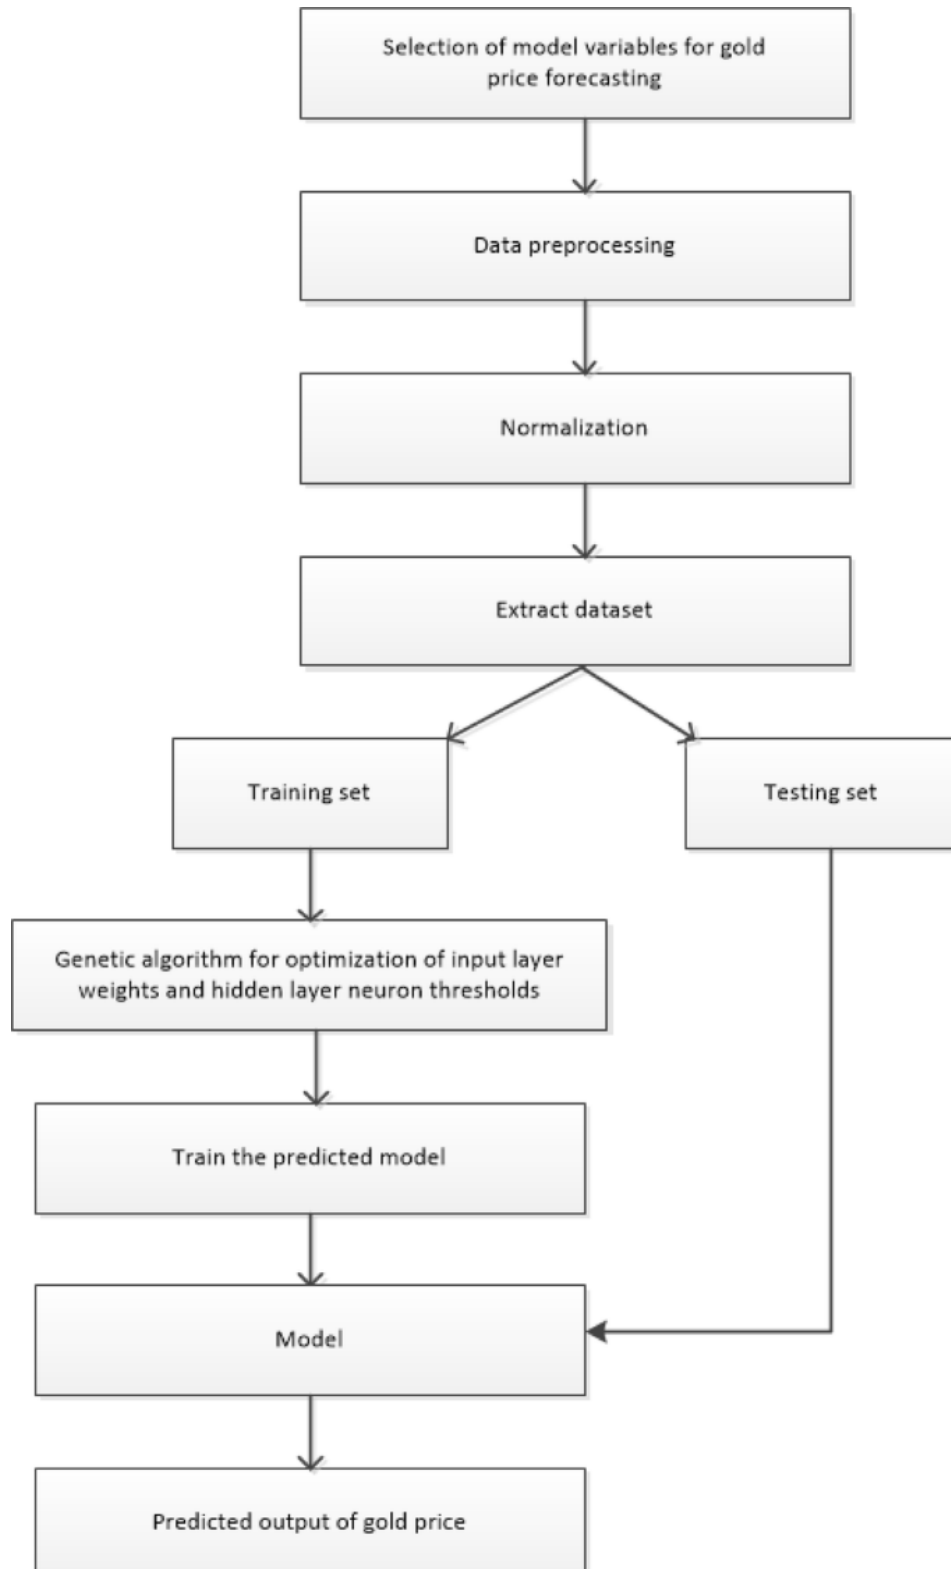 Selection of model variables for gold
price forecasting
Data preprocessing
Normalization
Extract dataset
Training set
Testing set
Genetic algorithm for optimization of input layer
weights and hidden layer neuron thresholds
Train the predicted model
Model
Predicted output of gold price